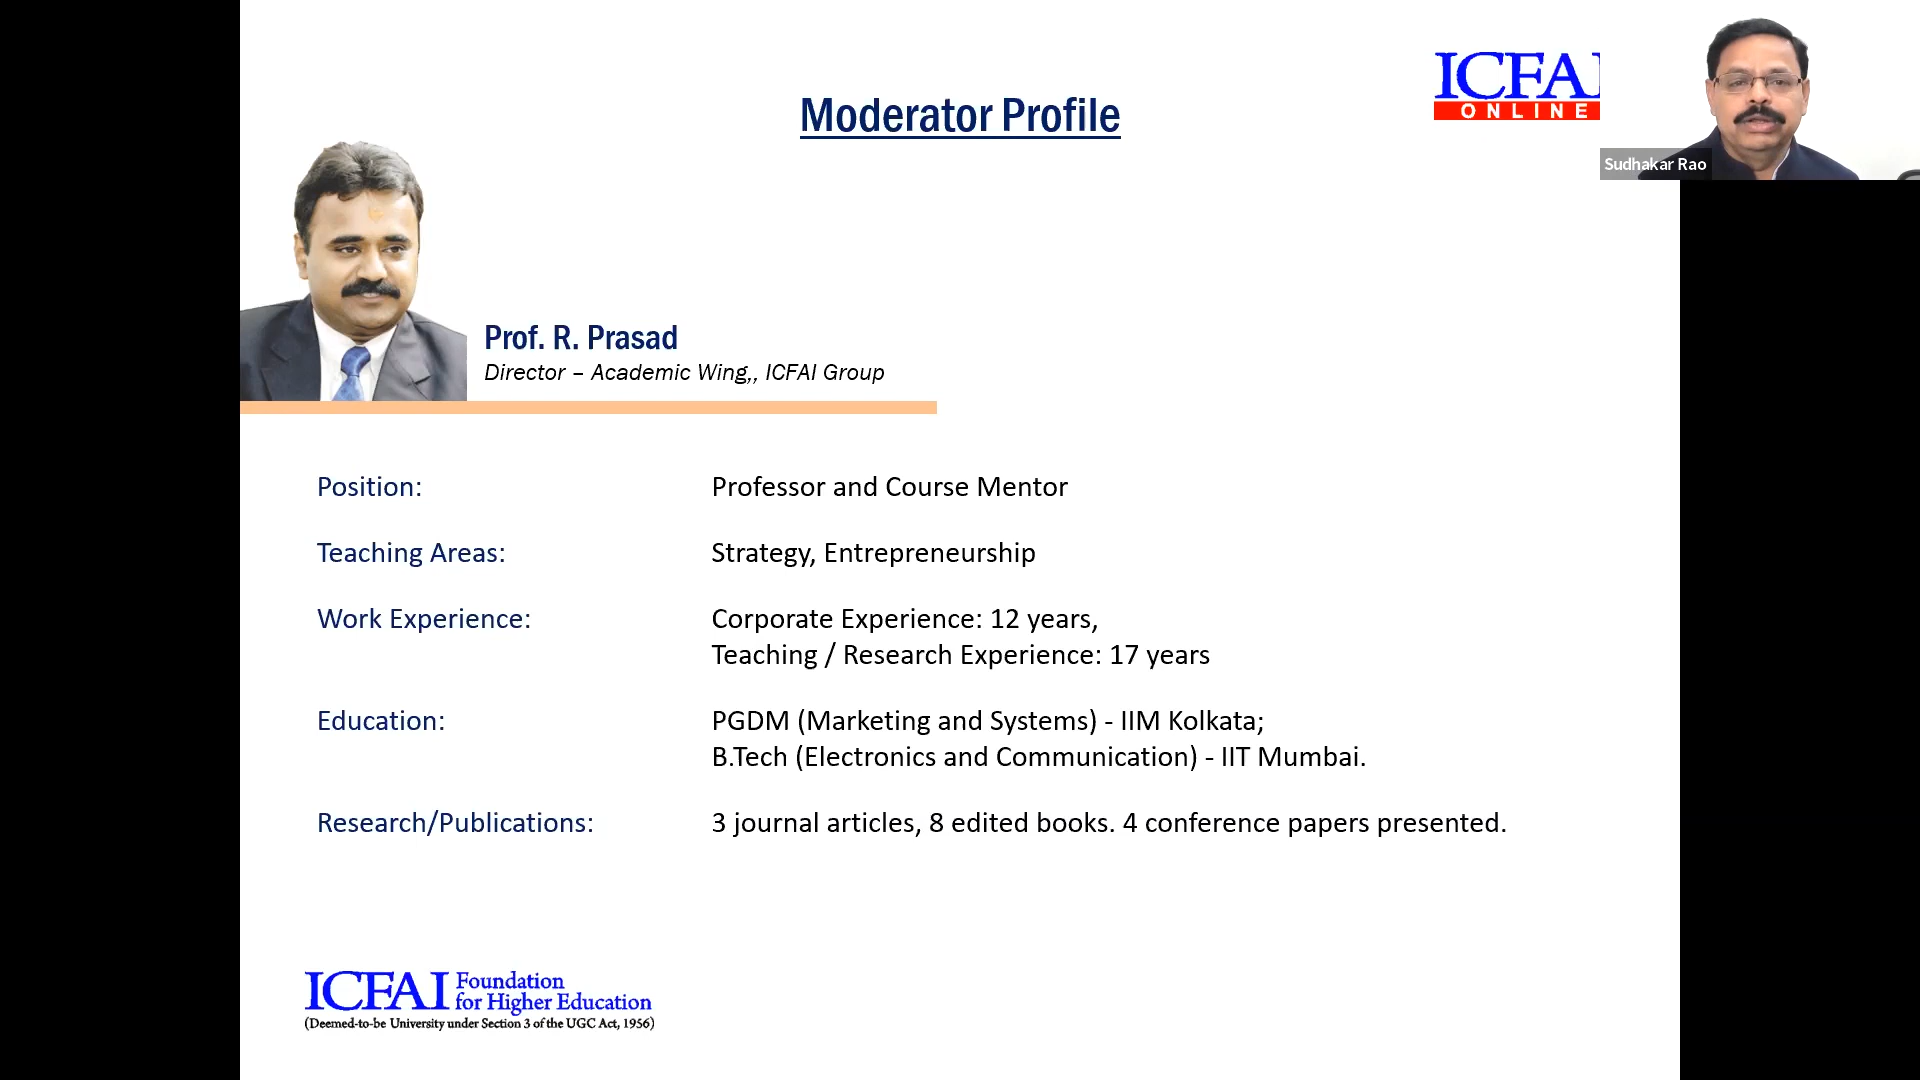 Moderator Profile
ICFAI
ONLINE
Sudhakar Rao
Prof. R. Prasad
Director – Academic Wing,, ICFAI Group
Position: Professor and Course Mentor
Teaching Areas: Strategy, Entrepreneurship
Work Experience: Corporate Experience: 12 years,
Teaching / Research Experience: 17 years
Education: PGDM (Marketing and Systems) - IIM Kolkata;
B.Tech (Electronics and Communication) - IIT Mumbai.
Research/Publications: 3 journal articles, 8 edited books. 4 conference papers presented.
ICFAI Foundation
for Higher Education
(Deemed-to-be University under Section 3 of the UGC Act, 1956)